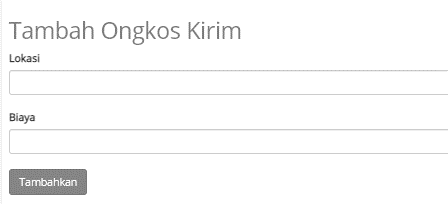 Tambah Ongkos Kirim
Lokasi
Biaya
Tambahkan